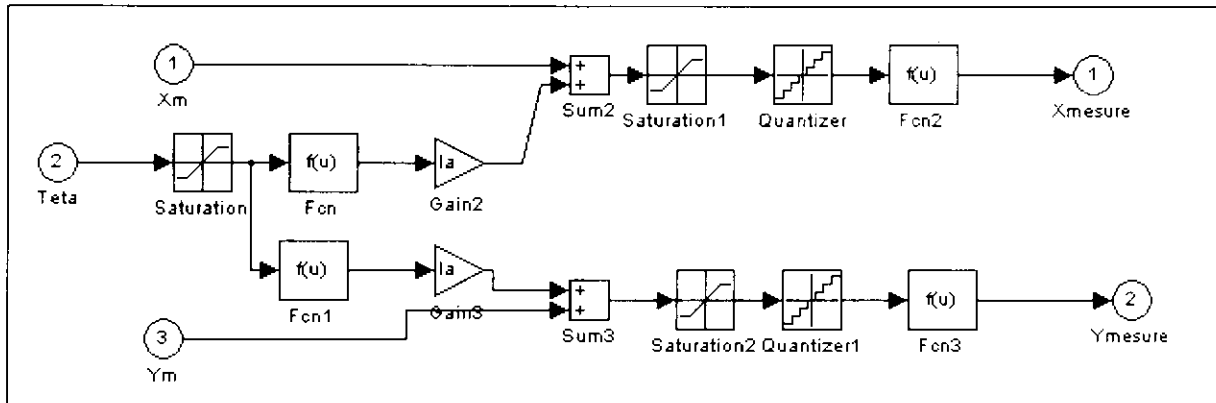 1
Xm
+
+
Sum2
Saturation1
Quantizer
f(u)
Fcn2
1
Xmesure
2
Teta
Saturation
f(u)
Fcn
la
Gain2
f(u)
Fcn1
la
Gain3
3
Ym
+
+
Sum3
Saturation2
Quantizer1
f(u)
Fcn3
2
Ymesure